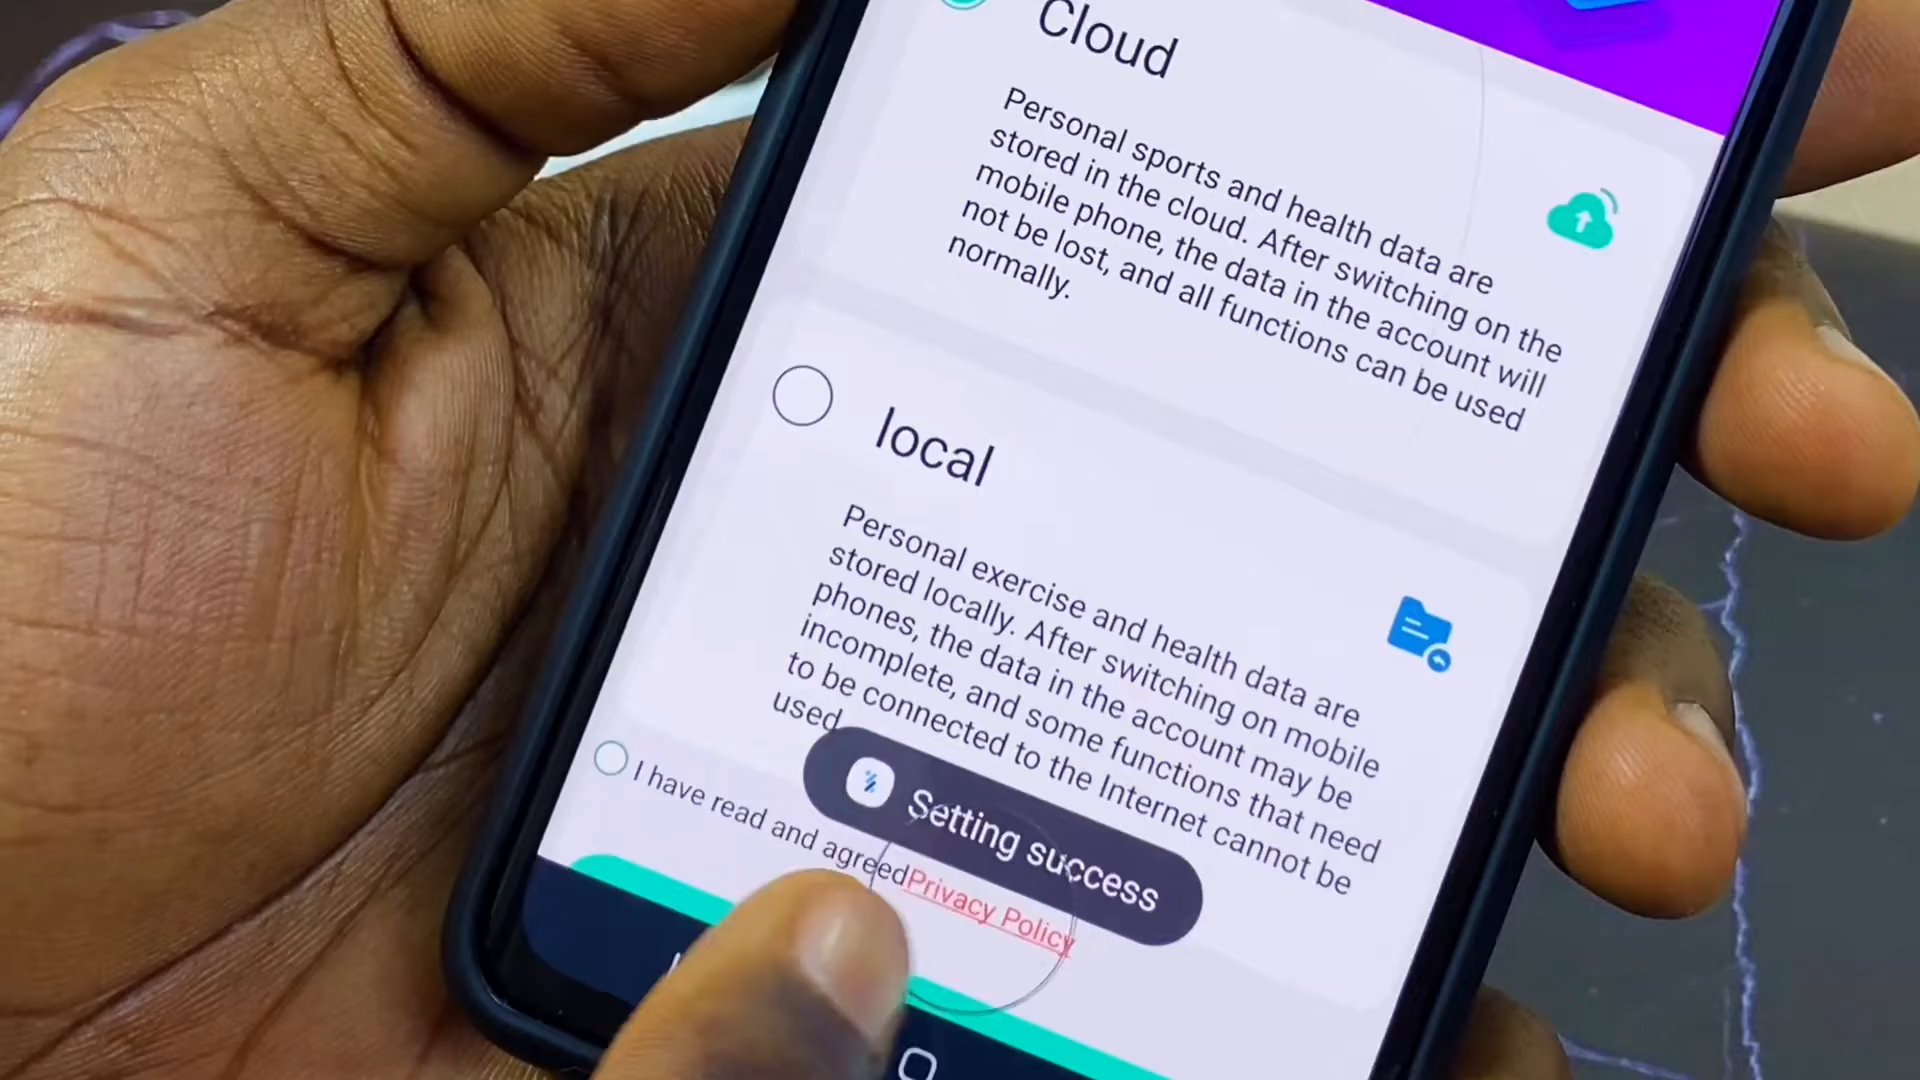 Cloud
Personal sports and health data are
stored in the cloud. After switching on the
mobile phone, the data in the account will
not be lost, and all functions can be used
normally.
local
Personal exercise and health data are
stored locally. After switching on mobile
phones, the data in the account may be
incomplete, and some functions that need
to be connected to the Internet cannot be
used
Setting success
I have read and agreedPrivacy Policy